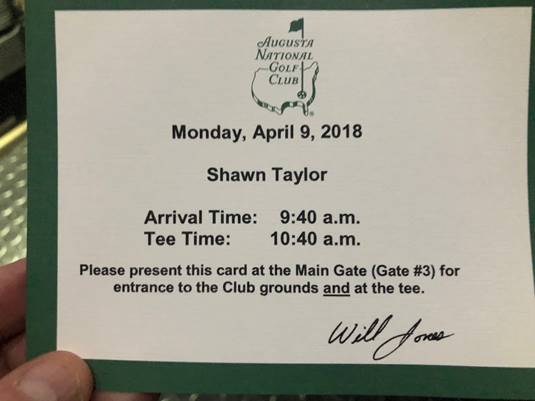 AUGUSTA
NATIONAL
GOLF
CLUB
®
Monday, April 9, 2018
Shawn Taylor
Arrival Time: 9:40 a.m.
Tee Time: 10:40 a.m.
Please present this card at the Main Gate (Gate #3) for
entrance to the Club grounds and at the tee.
Will Jones